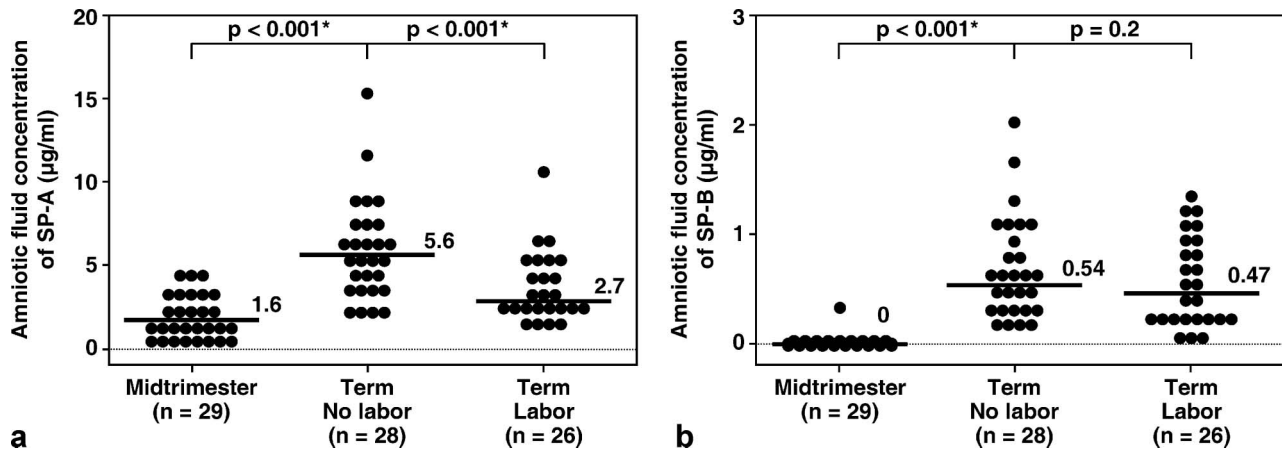 Amniotic fluid concentration
of SP-A (µg/ml)
20
15
10
5
0
p < 0.001*
p < 0.001*
1.6
5.6
2.7
Midtrimester
(n = 29)
Term
No labor
(n = 28)
Term
Labor
(n = 26)
a
Amniotic fluid concentration
of SP-B (µg/ml)
3
2
1
0
p < 0.001*
p = 0.2
0
0.54
0.47
Midtrimester
(n = 29)
Term
No labor
(n = 28)
Term
Labor
(n = 26)
b